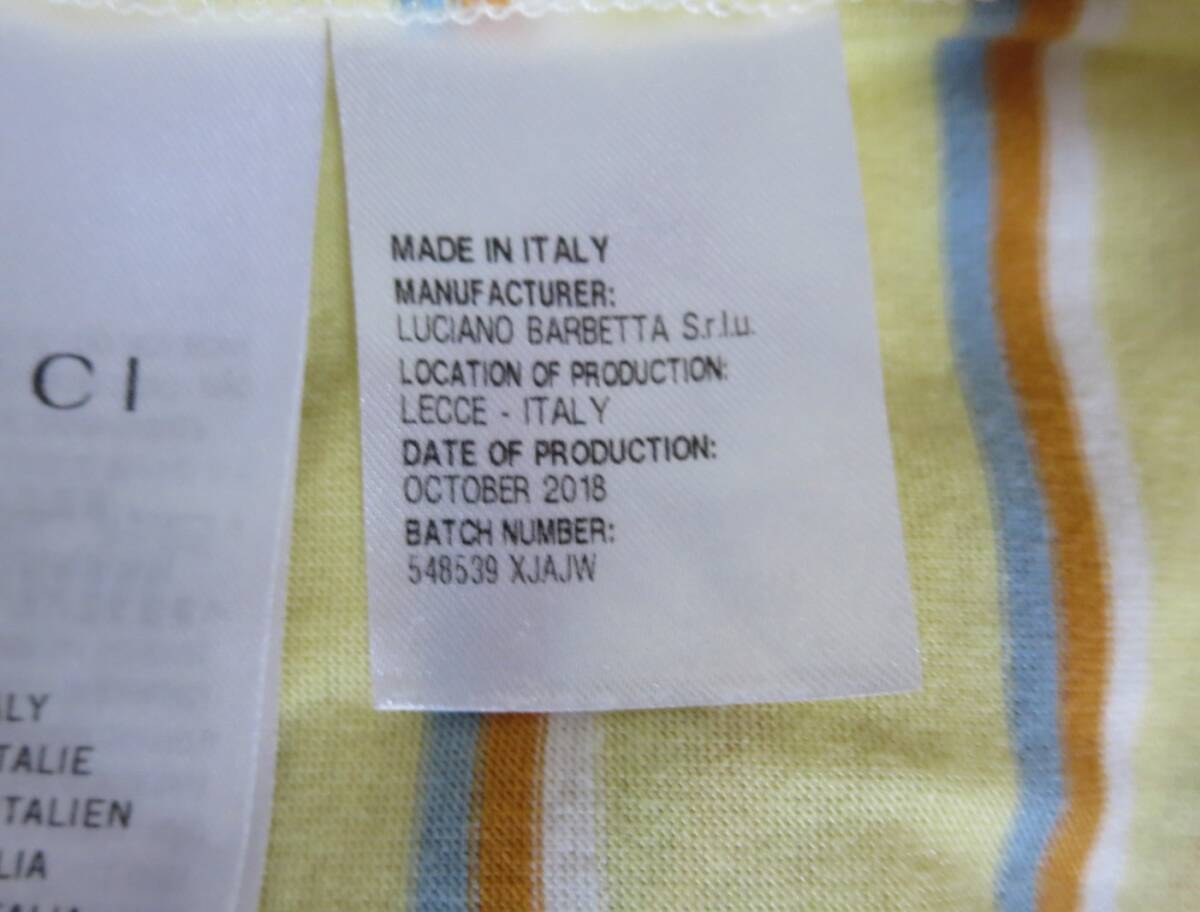 CI
LY
TALIE
ITALIEN
LIA
MADE IN ITALY
MANUFACTURER:
LUCIANO BARBETTA S.r.l.u.
LOCATION OF PRODUCTION:
LECCE - ITALY
DATE OF PRODUCTION:
OCTOBER 2018
BATCH NUMBER:
548539 XJAJW